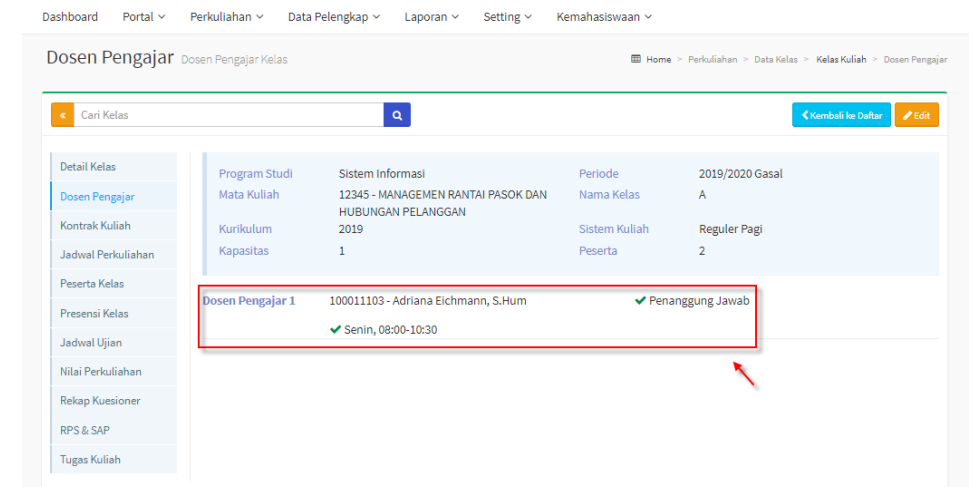 Dashboard Portal Perkuliahan Data Pelengkap Laporan Setting Kemahasiswaan
Dosen Pengajar Dosen Pengajar Kelas
Home > Perkuliahan > Data Kelas > Kelas Kuliah > Dosen Pengajar
« Cari Kelas
Kembali ke Daftar Edit
Detail Kelas
Dosen Pengajar
Kontrak Kuliah
Jadwal Perkuliahan
Peserta Kelas
Presensi Kelas
Jadwal Ujian
Nilai Perkuliahan
Rekap Kuesioner
RPS & SAP
Tugas Kuliah
Program Studi Sistem Informasi Periode 2019/2020 Gasal
Mata Kuliah 12345 - MANAGEMEN RANTAI PASOK DAN Nama Kelas A
HUBUNGAN PELANGGAN
Kurikulum 2019 Sistem Kuliah Reguler Pagi
Kapasitas 1 Peserta 2
Dosen Pengajar 1 100011103 - Adriana Eichmann, S.Hum ✔ Penanggung Jawab
✔ Senin, 08:00-10:30